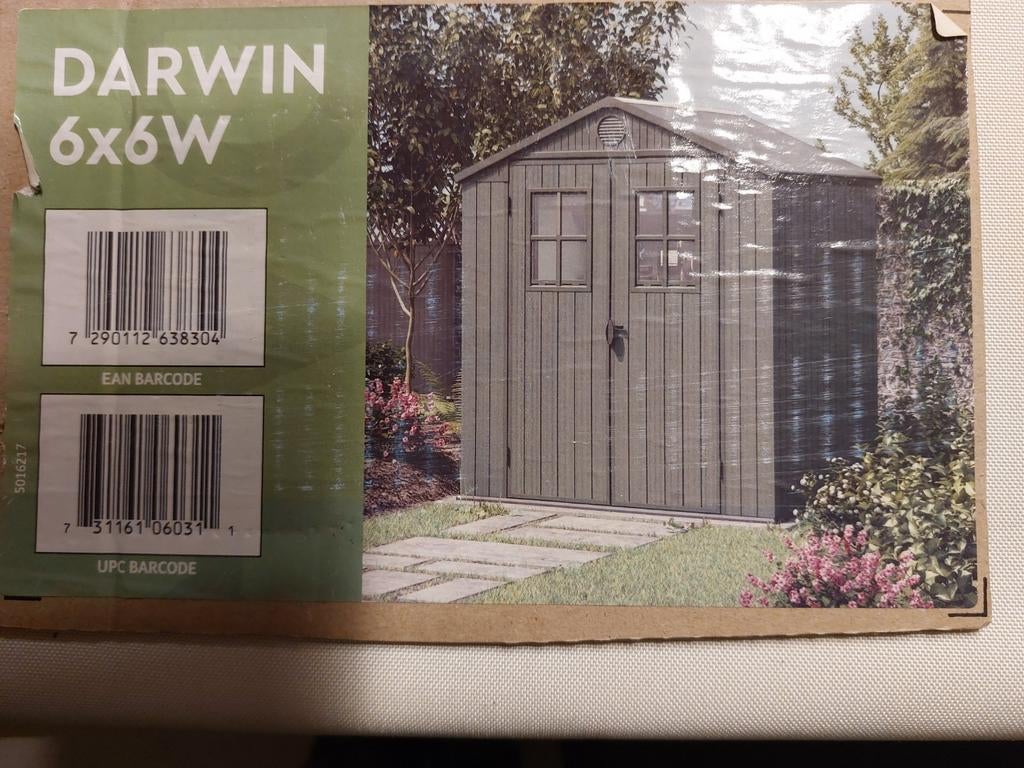 DARWIN
6x6W
7 290112 638304
EAN BARCODE
7 31161 06031 1
UPC BARCODE
5016217